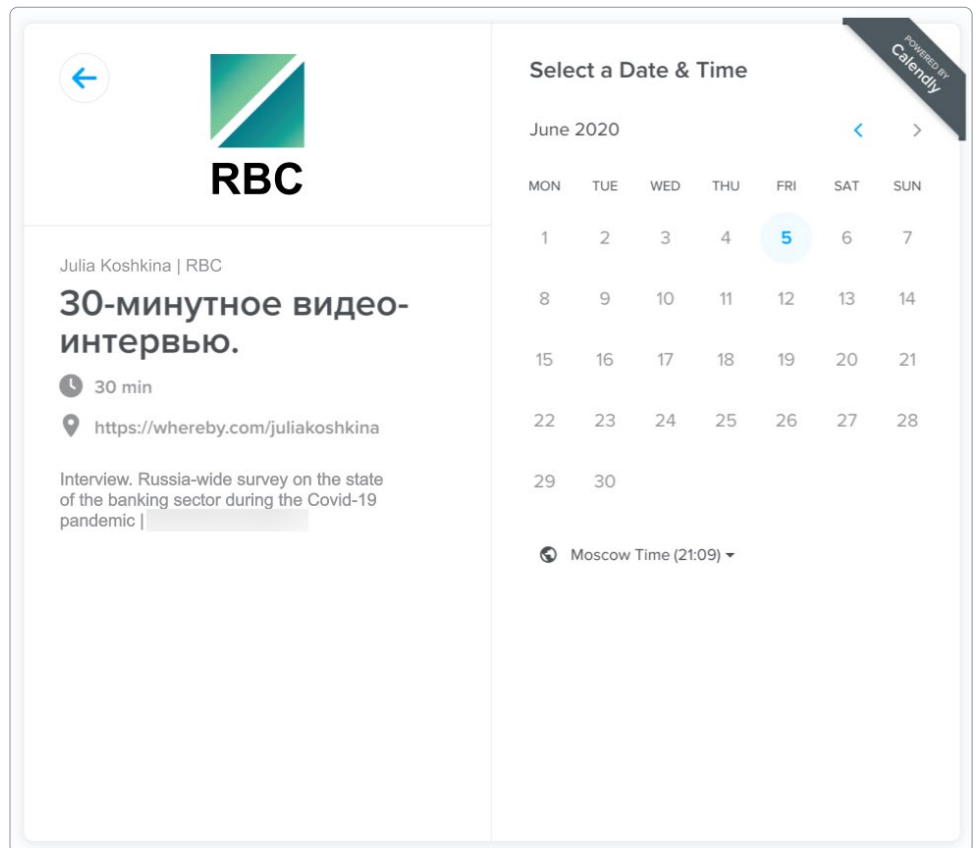 RBC
Julia Koshkina | RBC
30-минутное видео-
интервью.
30 min
https://whereby.com/juliakoshkina
Interview. Russia-wide survey on the state
of the banking sector during the Covid-19
pandemic |
POWERED BY
Calendly
Select a Date & Time
June 2020
MON TUE WED THU FRI SAT SUN
1 2 3 4 5 6 7
8 9 10 11 12 13 14
15 16 17 18 19 20 21
22 23 24 25 26 27 28
29 30
Moscow Time (21:09)